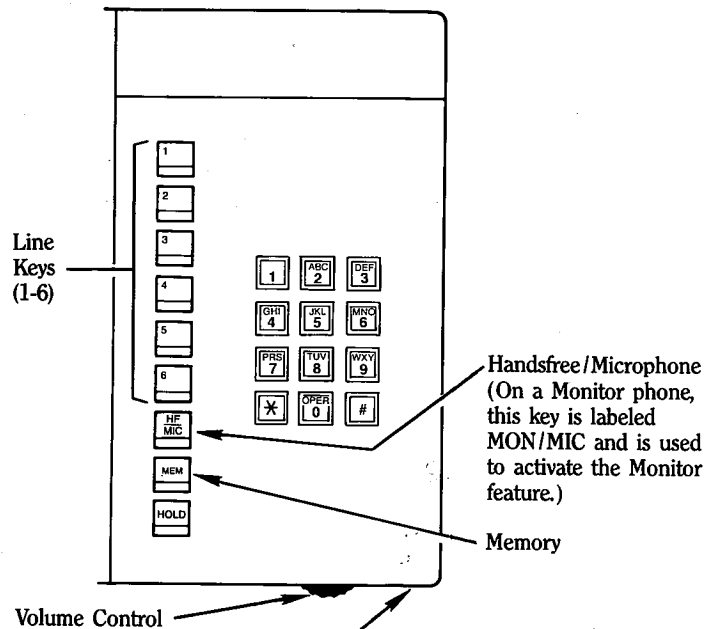 1
2
3
4
5
6
HF
MIC
MEM
HOLD
Line
Keys
(1-6)
1
ABC
2
DEF
3
GHI
4
JKL
5
MNO
6
PRS
7
TUV
8
WXY
9
*
OPER
0
#
Handsfree/Microphone
(On a Monitor phone,
this key is labeled
MON/MIC and is used
to activate the Monitor
feature.)
Memory
Volume Control